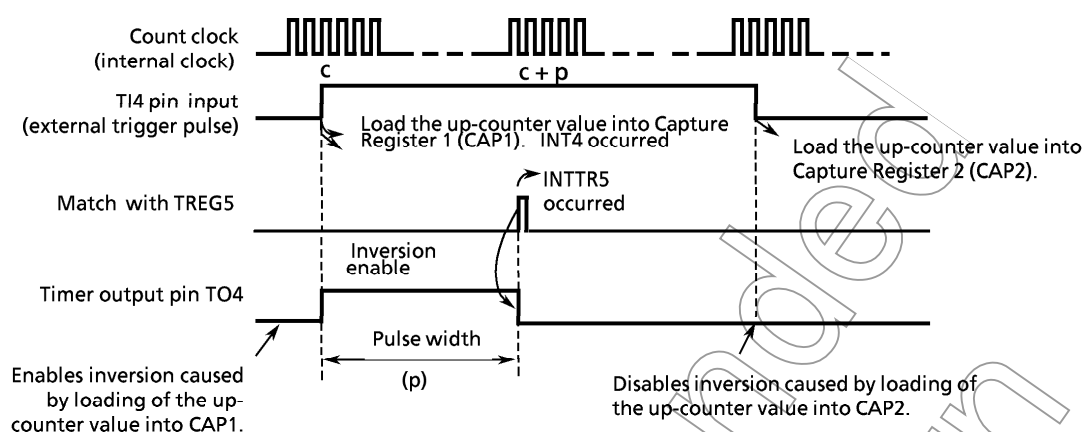 Count clock
(internal clock)
c
c + p
TI4 pin input
(external trigger pulse)
Load the up-counter value into Capture
Register 1 (CAP1). INT4 occurred
Load the up-counter value into
Capture Register 2 (CAP2).
INTTR5
occurred
Match with TREG5
Inversion
enable
Timer output pin TO4
Pulse width
(p)
Enables inversion caused
by loading of the up-
counter value into CAP1.
Disables inversion caused by loading of
the up-counter value into CAP2.